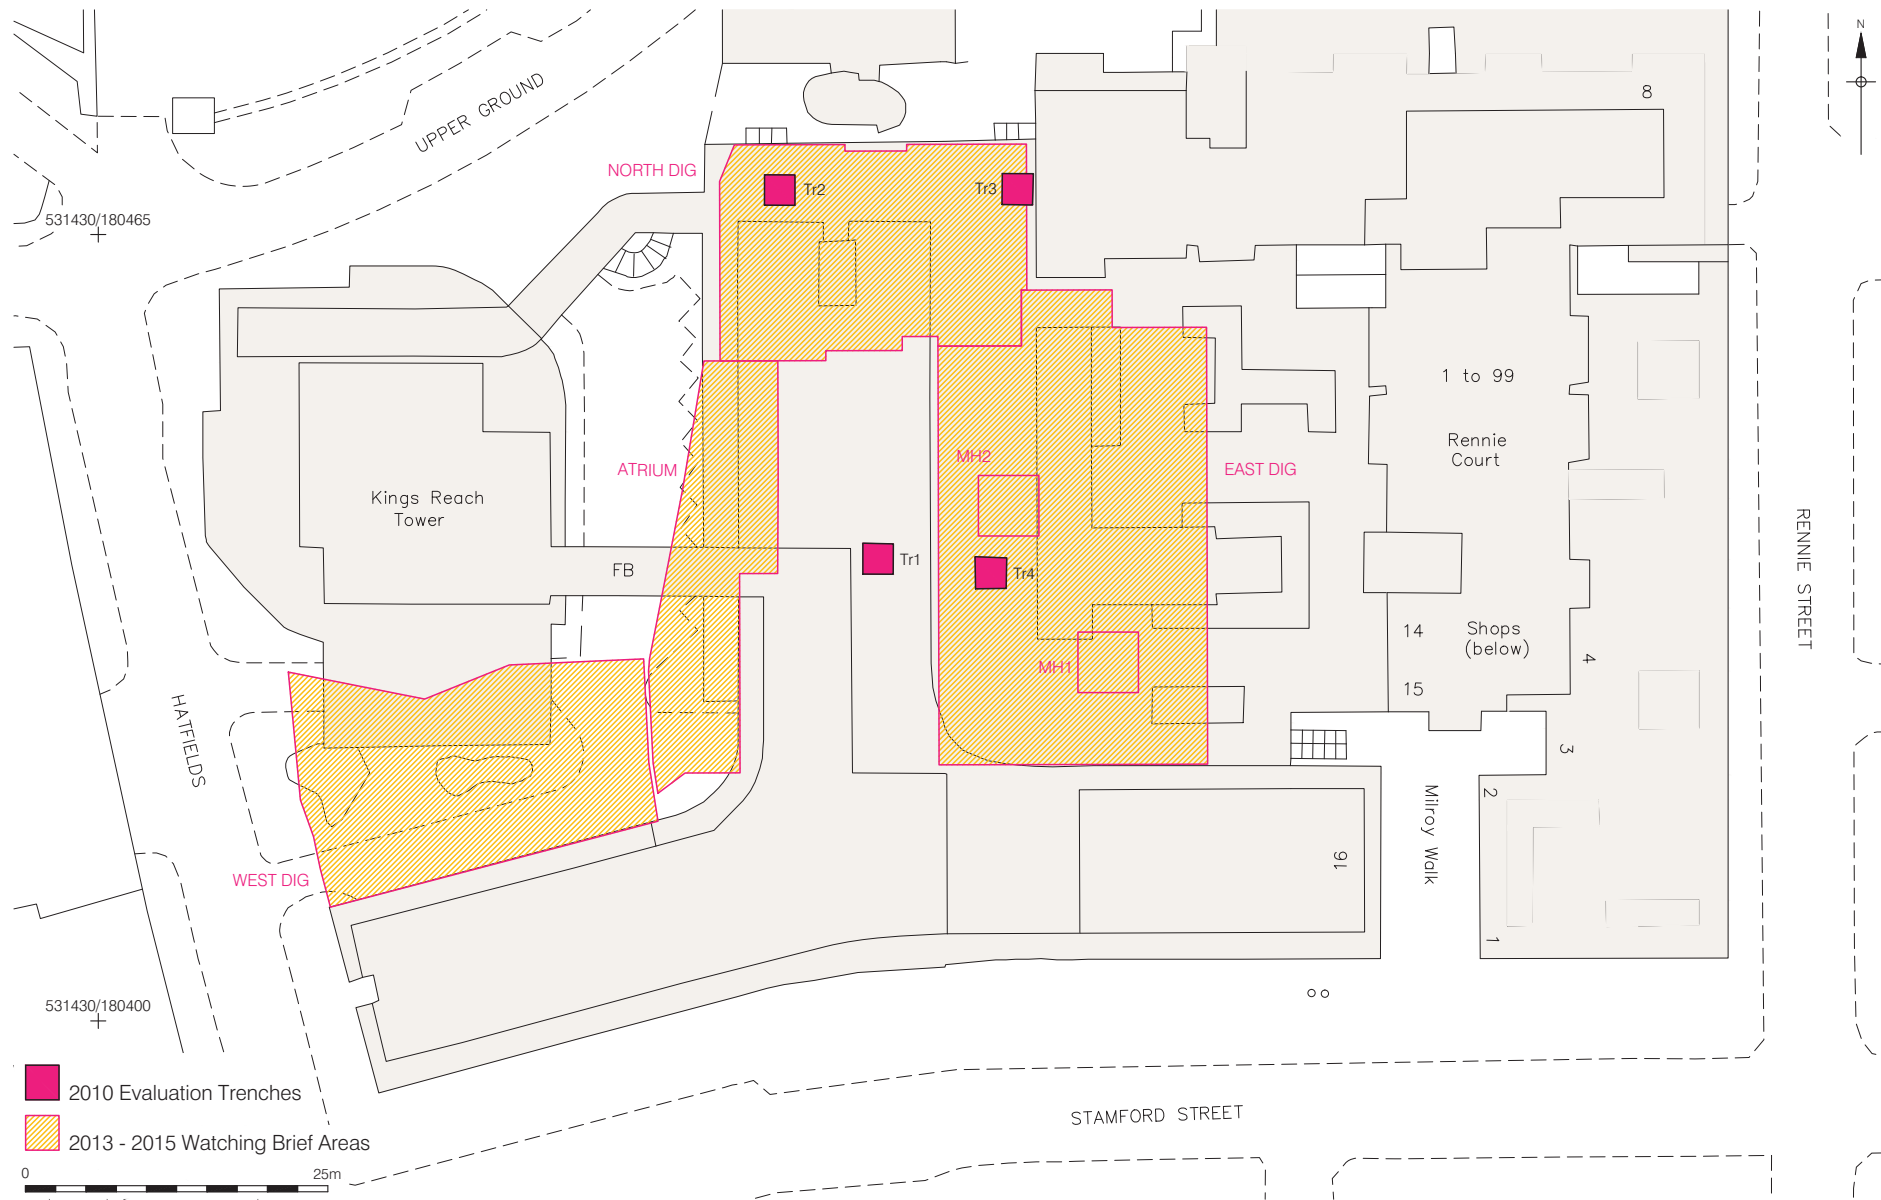 N
UPPER GROUND
8
NORTH DIG
Tr2
Tr3
531430/180465
1 to 99
Rennie
Court
MH2
ATRIUM
EAST DIG
Kings Reach
Tower
RENNIE STREET
Tr1
FB
Tr4
14
Shops
(below)
4
MH1
15
HATFIELDS
3
2
Milroy Walk
16
WEST DIG
1
531430/180400
2010 Evaluation Trenches
STAMFORD STREET
2013 - 2015 Watching Brief Areas
0
25m